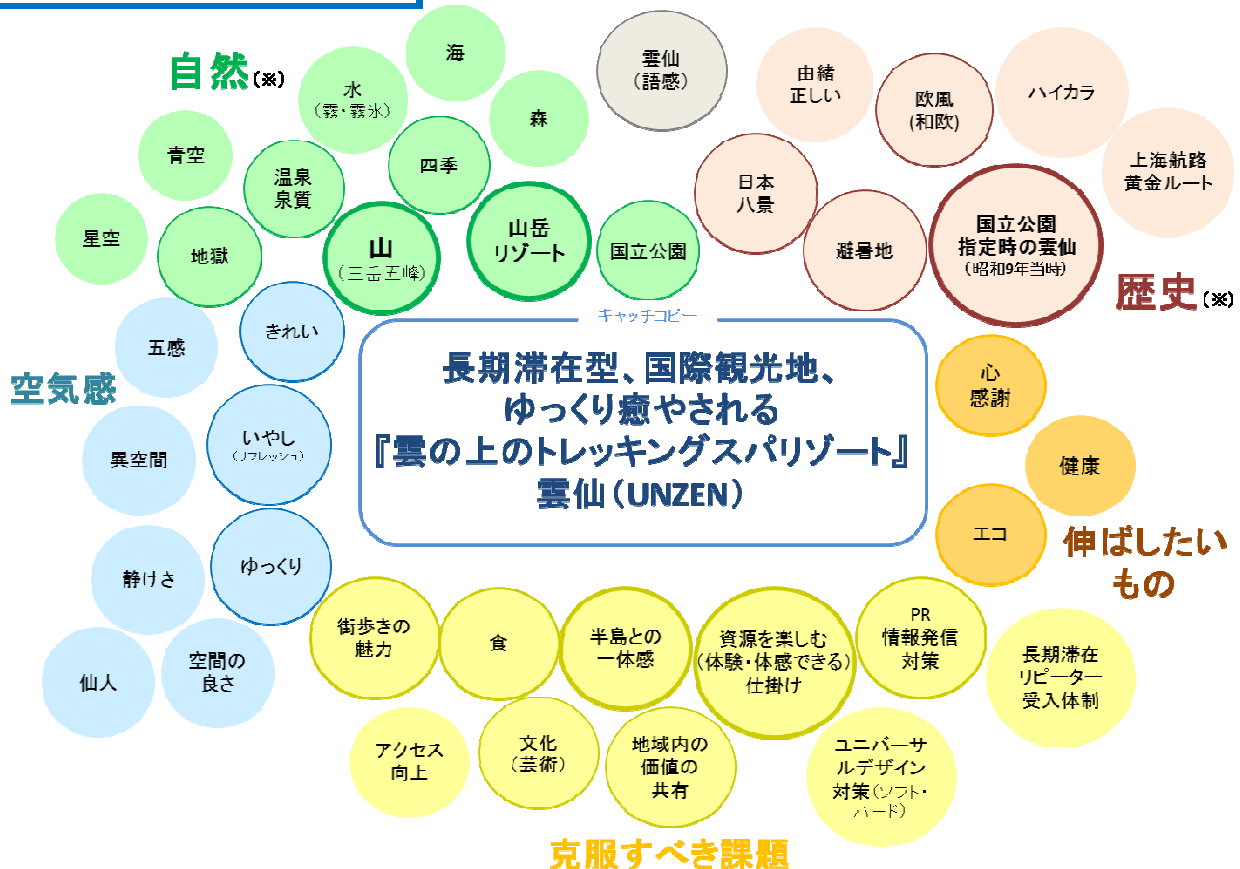 自然(※)
海
水
(霧・霧氷)
森
四季
青空
温泉
泉質
星空
地獄
山
(三岳五峰)
山岳
リゾート
国立公園
雲仙
(語感)
由緒
正しい
欧風
(和欧)
ハイカラ
上海航路
黄金ルート
日本
八景
避暑地
国立公園
指定時の雲仙
(昭和9年当時)
歴史(※)
空気感
きれい
五感
いやし
(リフレッシュ)
異空間
ゆっくり
静けさ
仙人
空間の
良さ
キャッチコピー
長期滞在型、国際観光地、
ゆっくり癒やされる
『雲の上のトレッキングスパリゾート』
雲仙(UNZEN)
心
感謝
健康
エコ
伸ばしたい
もの
街歩きの
魅力
食
半島との
一体感
資源を楽しむ
(体験・体感できる)
仕掛け
PR
情報発信
対策
長期滞在
リピーター
受入体制
アクセス
向上
文化
(芸術)
地域内の
価値の
共有
ユニバーサ
ルデザイン
対策(ソフト・
ハード)
克服すべき課題